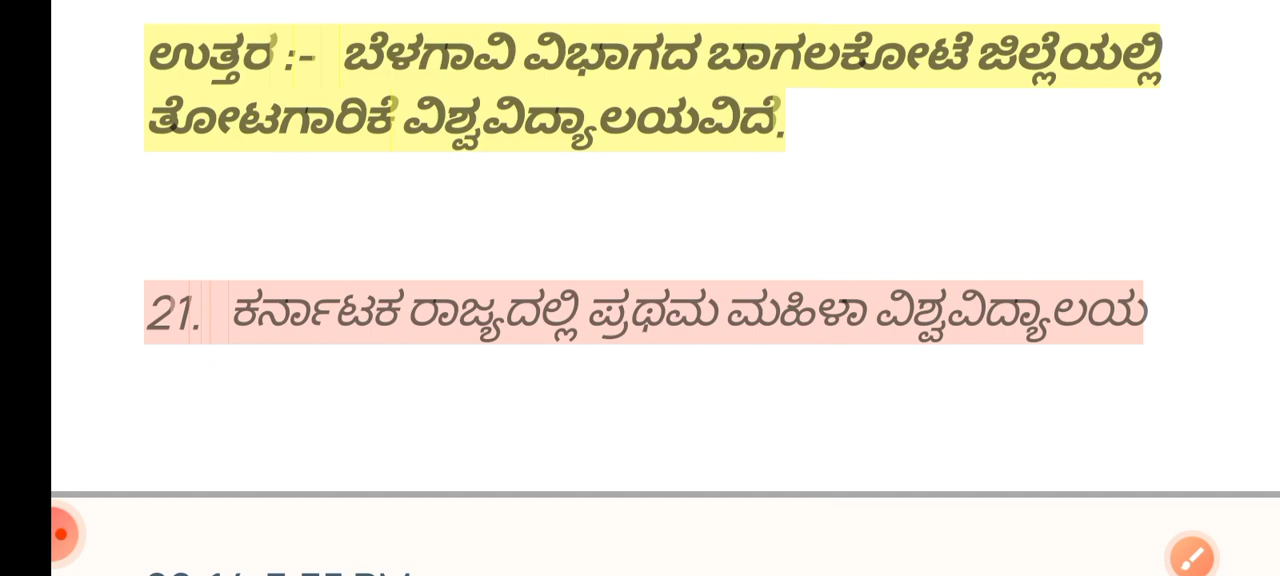 ಉತ್ತರ :- ಬೆಳಗಾವಿ ವಿಭಾಗದ ಬಾಗಲಕೋಟೆ ಜಿಲ್ಲೆಯಲ್ಲಿ
ತೋಟಗಾರಿಕೆ ವಿಶ್ವವಿದ್ಯಾಲಯವಿದೆ.
21. ಕರ್ನಾಟಕ ರಾಜ್ಯದಲ್ಲಿ ಪ್ರಥಮ ಮಹಿಳಾ ವಿಶ್ವವಿದ್ಯಾಲಯ